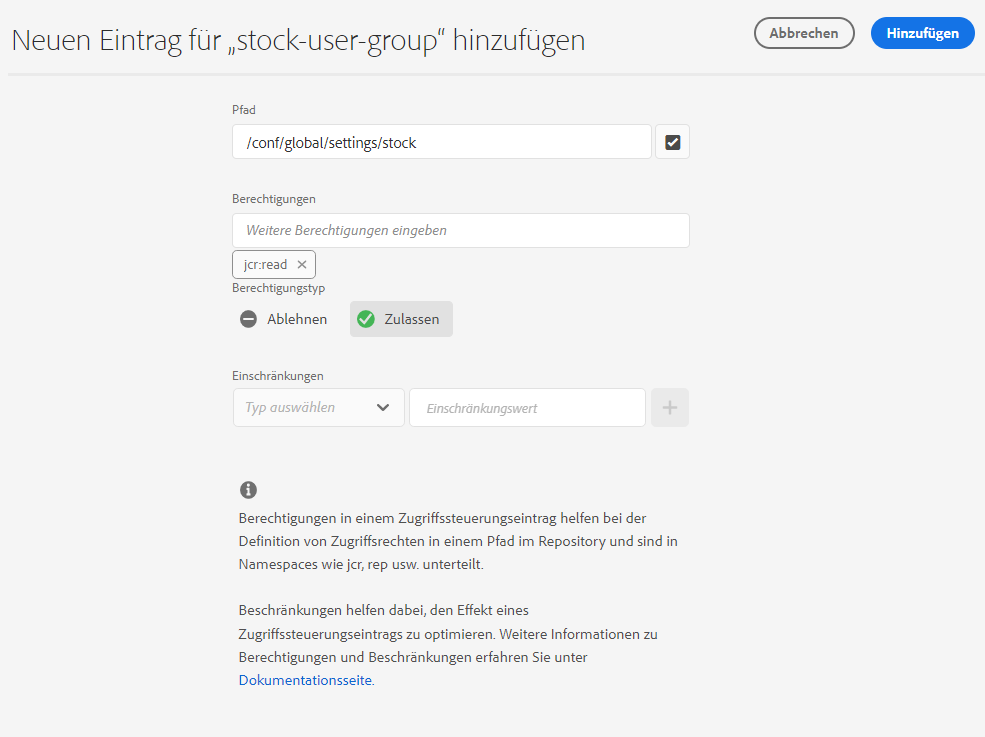 Neuen Eintrag für „stock-user-group“ hinzufügen
Abbrechen
Hinzufügen
Pfad
/conf/global/settings/stock
Berechtigungen
Weitere Berechtigungen eingeben
jcr:read
Berechtigungstyp
Ablehnen
Zulassen
Einschränkungen
Typ auswählen
Einschränkungswert
Berechtigungen in einem Zugriffssteuerungseintrag helfen bei der
Definition von Zugriffsrechten in einem Pfad im Repository und sind in
Namespaces wie jcr, rep usw. unterteilt.
Beschränkungen helfen dabei, den Effekt eines
Zugriffssteuerungseintrags zu optimieren. Weitere Informationen zu
Berechtigungen und Beschränkungen erfahren Sie unter
Dokumentationsseite.